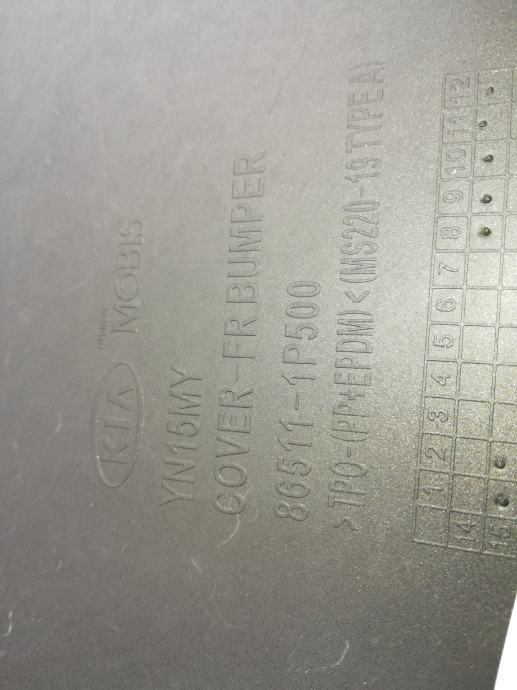 KIA HYUNDAI MOBIS
YN15MY
COVER-FR.BUMPER
86511-1P500
>TPO-(PP+EPDM)<(MS220-19 TYPE A)
1 2 3 4 5 6 7 8 9 10 11 12
14
15